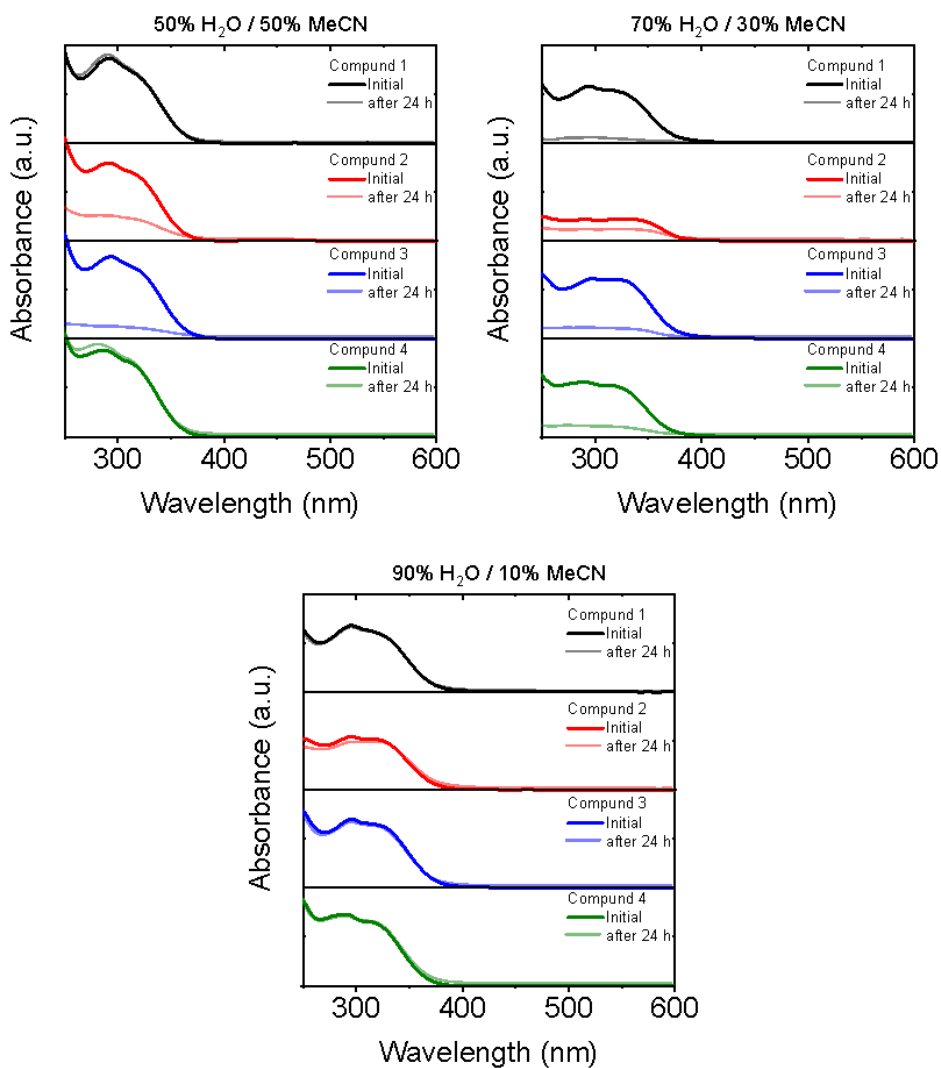 50% H₂O / 50% MeCN
Absorbance (a.u.)
Compund 1
Initial
after 24 h
Compund 2
Initial
after 24 h
Compund 3
Initial
after 24 h
Compund 4
Initial
after 24 h
300 400 500 600
Wavelength (nm)
70% H₂O / 30% MeCN
Absorbance (a.u.)
Compund 1
Initial
after 24 h
Compund 2
Initial
after 24 h
Compund 3
Initial
after 24 h
Compund 4
Initial
after 24 h
300 400 500 600
Wavelength (nm)
90% H₂O / 10% MeCN
Absorbance (a.u.)
Compund 1
Initial
after 24 h
Compund 2
Initial
after 24 h
Compund 3
Initial
after 24 h
Compund 4
Initial
after 24 h
300 400 500 600
Wavelength (nm)